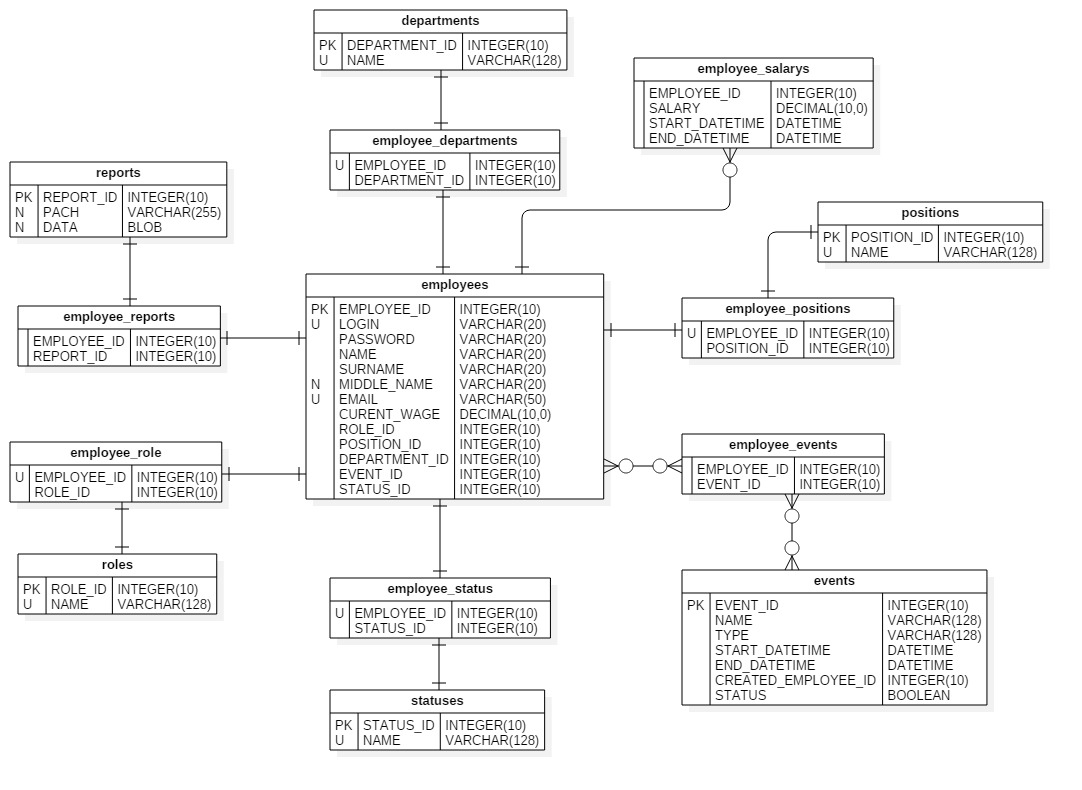 departments
PK DEPARTMENT_ID INTEGER(10)
U NAME VARCHAR(128)
employee_salarys
EMPLOYEE_ID INTEGER(10)
SALARY DECIMAL(10,0)
START_DATETIME DATETIME
END_DATETIME DATETIME
employee_departments
U EMPLOYEE_ID INTEGER(10)
DEPARTMENT_ID INTEGER(10)
reports
PK REPORT_ID INTEGER(10)
N PACH VARCHAR(255)
N DATA BLOB
positions
PK POSITION_ID INTEGER(10)
U NAME VARCHAR(128)
employees
PK EMPLOYEE_ID INTEGER(10)
U LOGIN VARCHAR(20)
PASSWORD VARCHAR(20)
NAME VARCHAR(20)
SURNAME VARCHAR(20)
N MIDDLE_NAME VARCHAR(20)
U EMAIL VARCHAR(50)
CURENT_WAGE DECIMAL(10,0)
ROLE_ID INTEGER(10)
POSITION_ID INTEGER(10)
DEPARTMENT_ID INTEGER(10)
EVENT_ID INTEGER(10)
STATUS_ID INTEGER(10)
employee_reports
EMPLOYEE_ID INTEGER(10)
REPORT_ID INTEGER(10)
employee_positions
U EMPLOYEE_ID INTEGER(10)
POSITION_ID INTEGER(10)
employee_role
U EMPLOYEE_ID INTEGER(10)
ROLE_ID INTEGER(10)
employee_events
EMPLOYEE_ID INTEGER(10)
EVENT_ID INTEGER(10)
roles
PK ROLE_ID INTEGER(10)
U NAME VARCHAR(128)
employee_status
U EMPLOYEE_ID INTEGER(10)
STATUS_ID INTEGER(10)
events
PK EVENT_ID INTEGER(10)
NAME VARCHAR(128)
TYPE VARCHAR(128)
START_DATETIME DATETIME
END_DATETIME DATETIME
CREATED_EMPLOYEE_ID INTEGER(10)
STATUS BOOLEAN
statuses
PK STATUS_ID INTEGER(10)
U NAME VARCHAR(128)